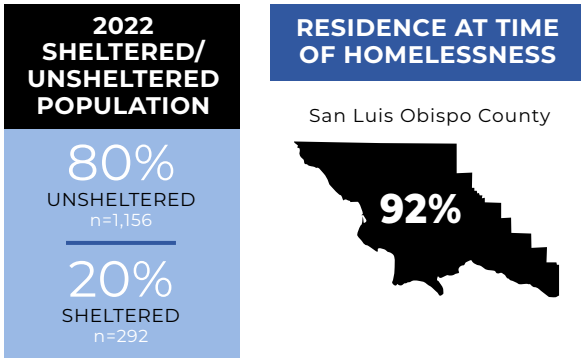 2022
SHELTERED/
UNSHELTERED
POPULATION
80%
UNSHELTERED
n=1,156
20%
SHELTERED
n=292
RESIDENCE AT TIME
OF HOMELESSNESS
San Luis Obispo County
92%